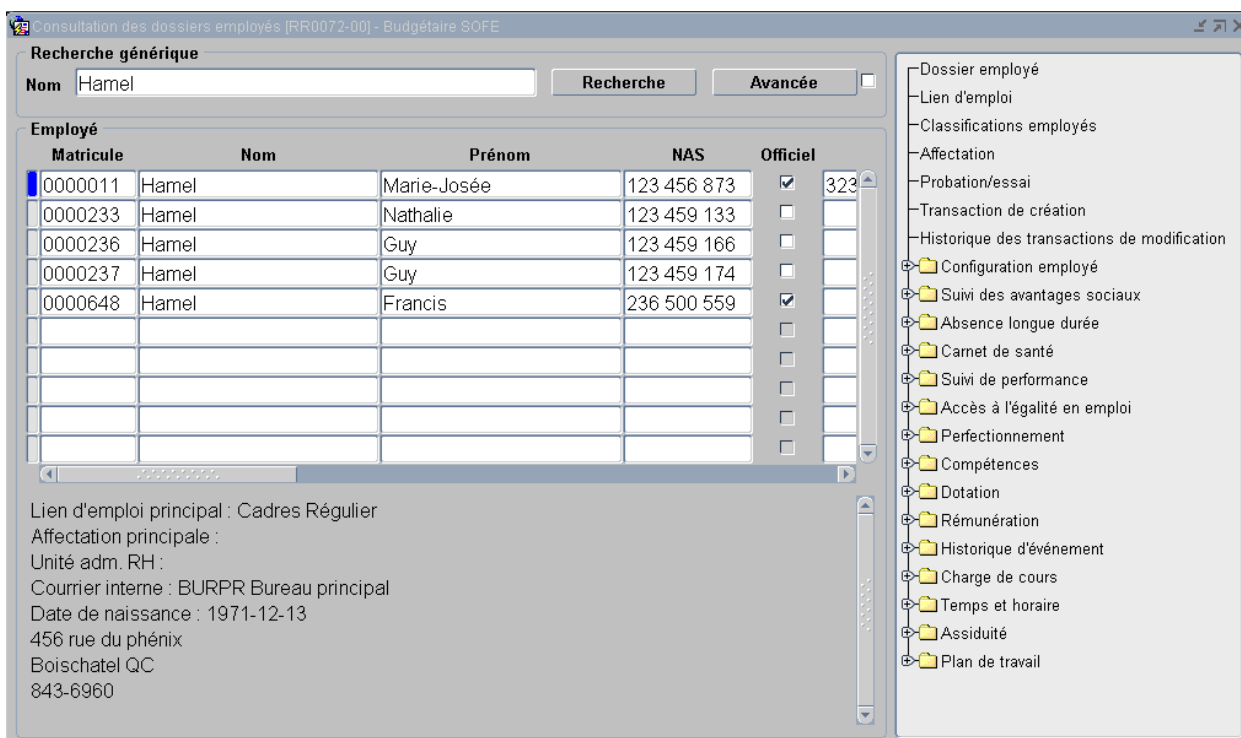 Consultation des dossiers employés [RR0072-00] - Budgétaire SOFE
Recherche générique
Nom Hamel Recherche Avancée
Employé
Matricule Nom Prénom NAS Officiel
0000011 Hamel Marie-Josée 123 456 873 323
0000233 Hamel Nathalie 123 459 133
0000236 Hamel Guy 123 459 166
0000237 Hamel Guy 123 459 174
0000648 Hamel Francis 236 500 559
Lien d'emploi principal : Cadres Régulier
Affectation principale :
Unité adm. RH :
Courrier interne : BURPR Bureau principal
Date de naissance : 1971-12-13
456 rue du phénix
Boischatel QC
843-6960
Dossier employé
Lien d'emploi
Classifications employés
Affectation
Probation/essai
Transaction de création
Historique des transactions de modification
Configuration employé
Suivi des avantages sociaux
Absence longue durée
Carnet de santé
Suivi de performance
Accès à l'égalité en emploi
Perfectionnement
Compétences
Dotation
Rémunération
Historique d'événement
Charge de cours
Temps et horaire
Assiduité
Plan de travail